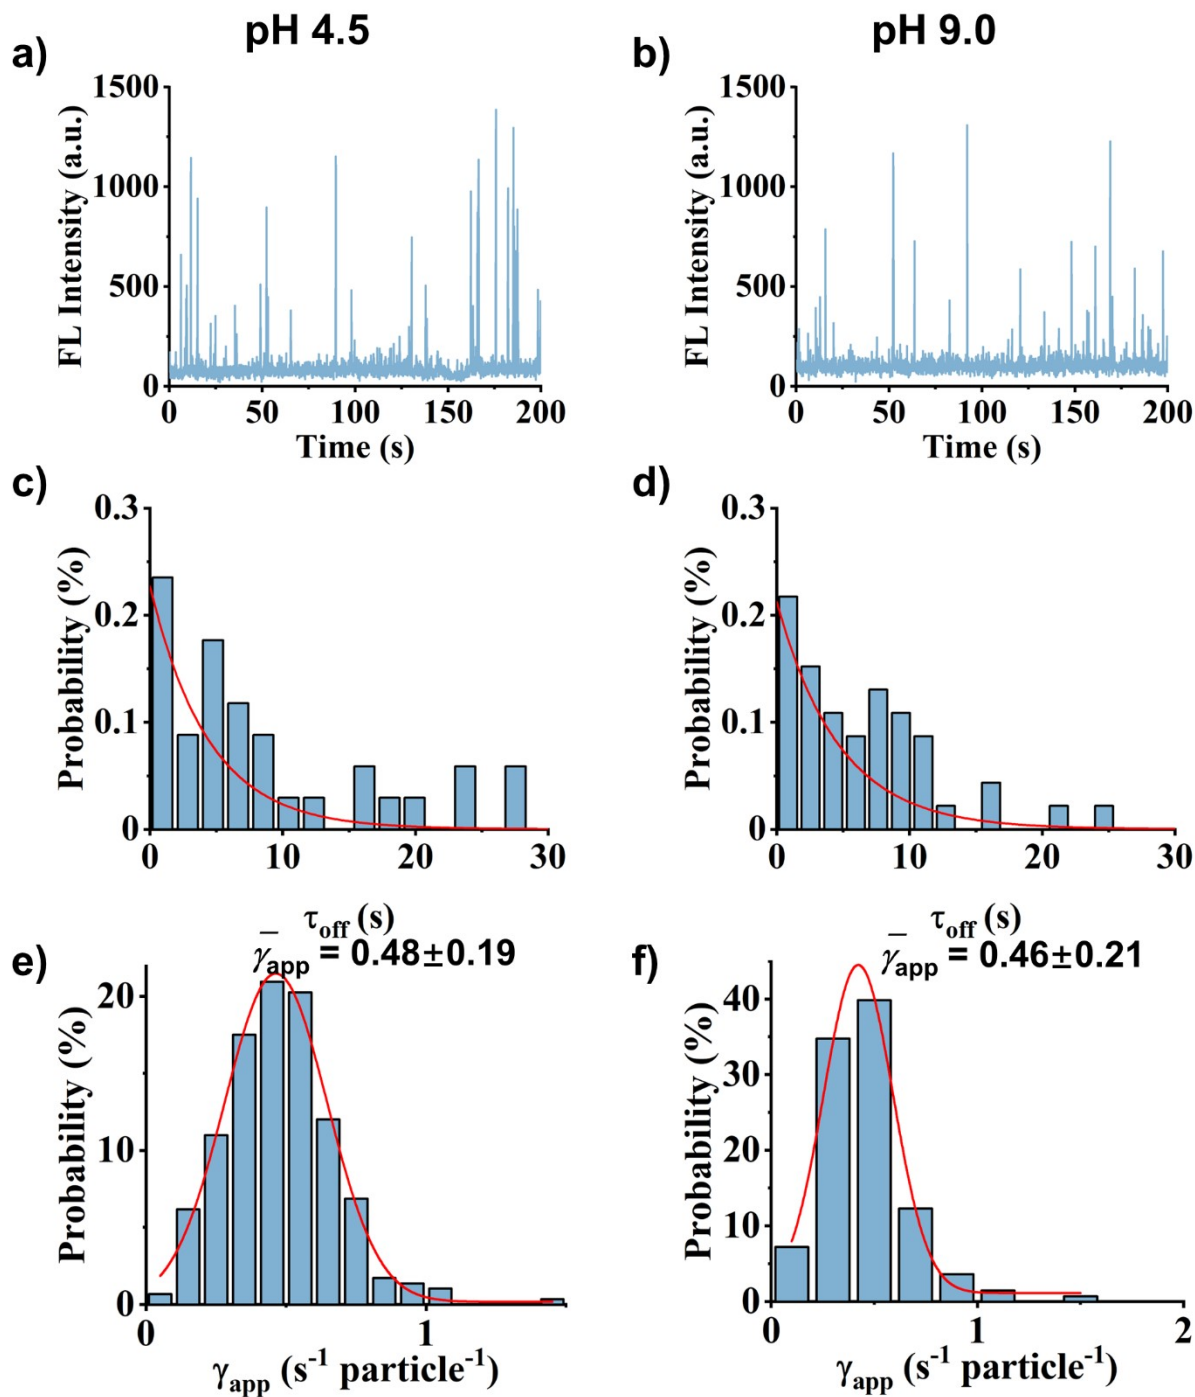 pH 4.5
pH 9.0
a)
b)
FL Intensity (a.u.)
1500
1000
500
0
0 50 100 150 200
Time (s)
FL Intensity (a.u.)
1500
1000
500
0
0 50 100 150 200
Time (s)
c)
d)
Probability (%)
0.3
0.2
0.1
0
0 10 20 30
τoff (s)
Probability (%)
0.3
0.2
0.1
0
0 10 20 30
τoff (s)
e)
γ̅app = 0.48±0.19
Probability (%)
20
10
0
0 1
γapp (s⁻¹ particle⁻¹)
f)
γ̅app = 0.46±0.21
Probability (%)
40
30
20
10
0
0 1 2
γapp (s⁻¹ particle⁻¹)